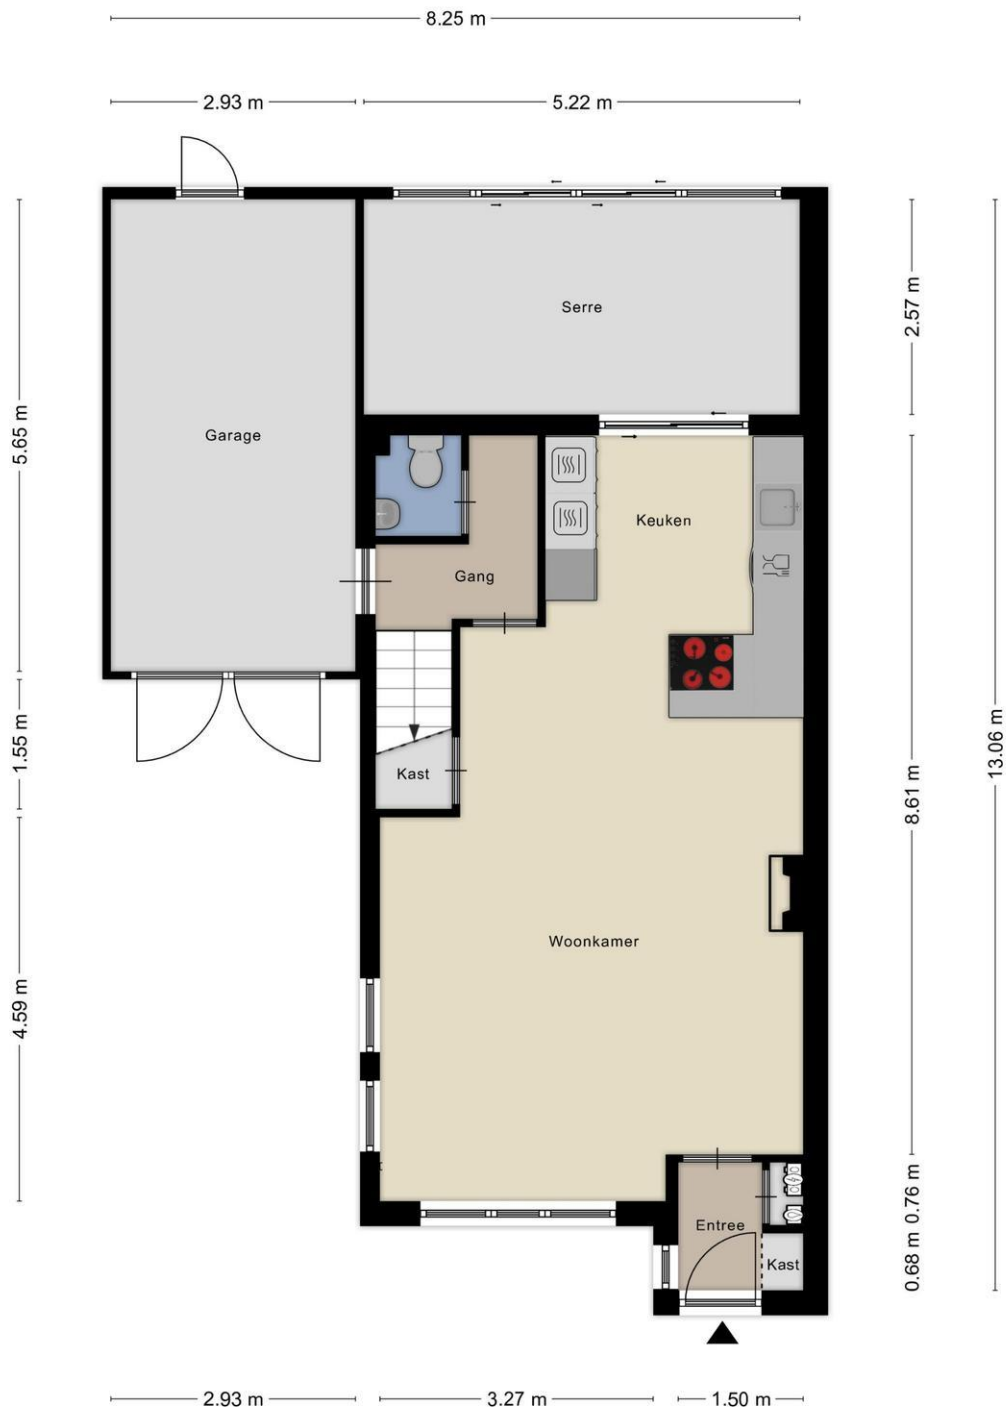 8.25 m
2.93 m
5.22 m
Serre
2.57 m
5.65 m
Garage
Keuken
Gang
1.55 m
Kast
8.61 m
13.06 m
Woonkamer
4.59 m
0.76 m
Entree
0.68 m
Kast
2.93 m
3.27 m
1.50 m